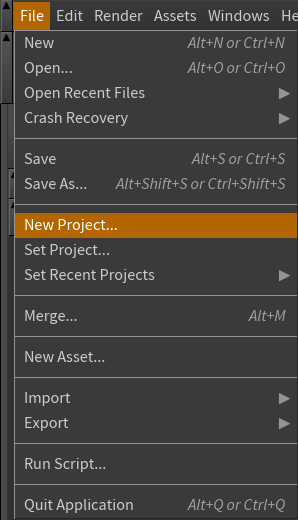 File Edit Render Assets Windows He
New Alt+N or Ctrl+N
Open... Alt+O or Ctrl+O
Open Recent Files
Crash Recovery
Save Alt+S or Ctrl+S
Save As... Alt+Shift+S or Ctrl+Shift+S
New Project...
Set Project...
Set Recent Projects
Merge... Alt+M
New Asset...
Import
Export
Run Script...
Quit Application Alt+Q or Ctrl+Q